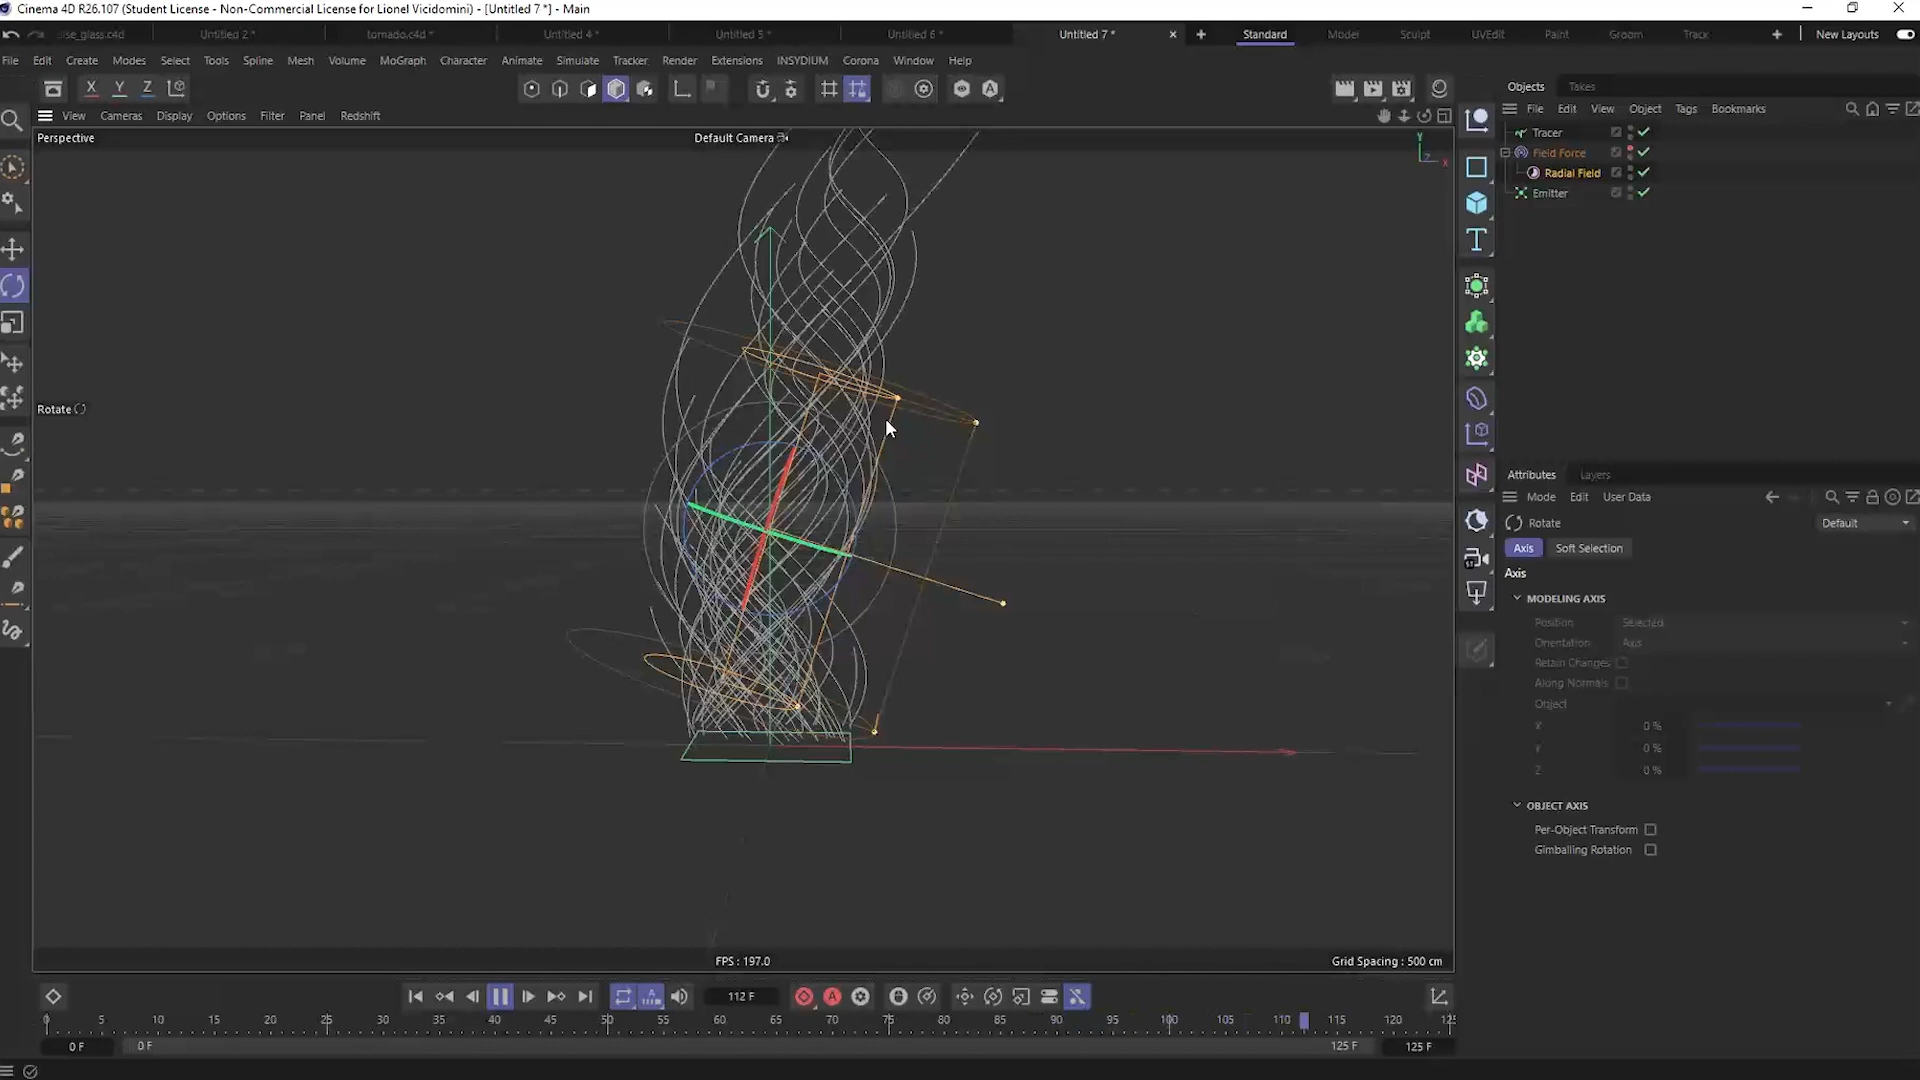 Cinema 4D R26.107 (Student License - Non-Commercial License for Lionel Vicidomini) - [Untitled 7 *] - Main
ise_glass.c4d Untitled 2 * tornado.c4d * Untitled 4 * Untitled 5 * Untitled 6 * Untitled 7 * Standard Model Sculpt UVEdit Paint Groom Track New Layouts
File Edit Create Modes Select Tools Spline Mesh Volume MoGraph Character Animate Simulate Tracker Render Extensions INSYDIUM Corona Window Help
X Y Z
Objects Takes
View Cameras Display Options Filter Panel Redshift
File Edit View Object Tags Bookmarks
Perspective
Default Camera
Y
Z X
Tracer
Field Force
Radial Field
Emitter
Rotate
Attributes Layers
Mode Edit User Data
Rotate Default
Axis Soft Selection
Axis
MODELING AXIS
Position Selected
Orientation Axis
Retain Changes
Along Normals
Object
X 0 %
Y 0 %
Z 0 %
OBJECT AXIS
Per-Object Transform
Gimballing Rotation
FPS : 197.0
Grid Spacing : 500 cm
112 F
0 5 10 15 20 25 30 35 40 45 50 55 60 65 70 75 80 85 90 95 100 105 110 115 120 125
0 F 0 F 125 F 125 F